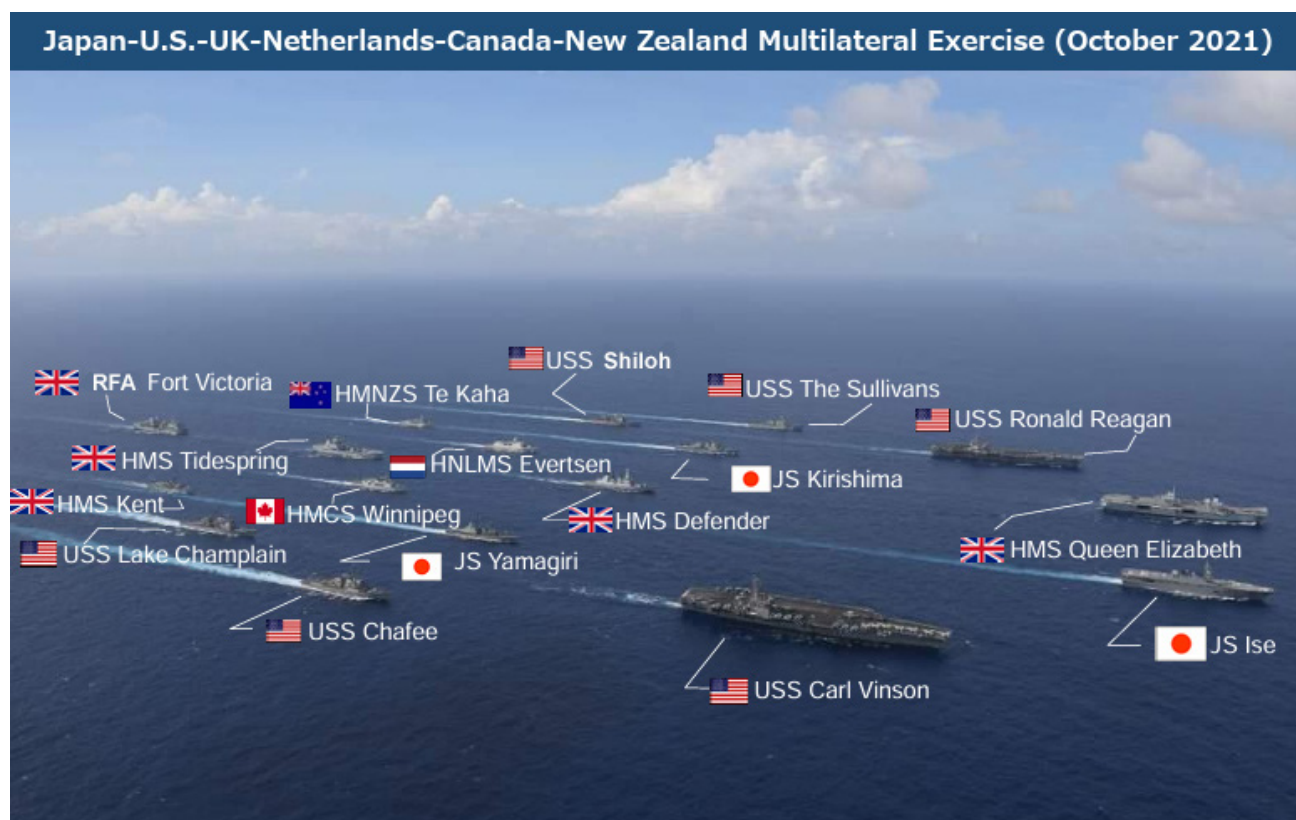 Japan-U.S.-UK-Netherlands-Canada-New Zealand Multilateral Exercise (October 2021)
USS Shiloh
RFA Fort Victoria
HMNZS Te Kaha
USS The Sullivans
USS Ronald Reagan
HMS Tidespring
HNLMS Evertsen
JS Kirishima
HMS Kent
HMCS Winnipeg
HMS Defender
USS Lake Champlain
JS Yamagiri
HMS Queen Elizabeth
USS Chafee
JS Ise
USS Carl Vinson